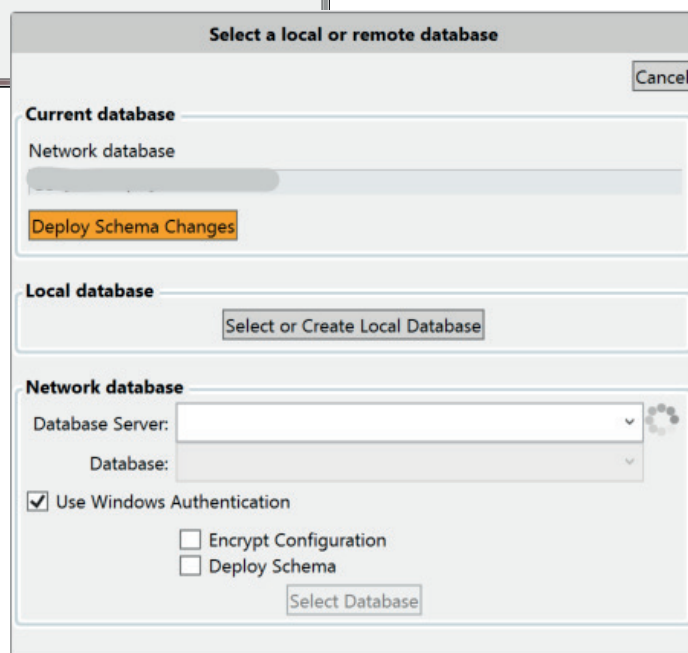 Select a local or remote database
Cancel
Current database
Network database
Deploy Schema Changes
Local database
Select or Create Local Database
Network database
Database Server:
Database:
Use Windows Authentication
Encrypt Configuration
Deploy Schema
Select Database